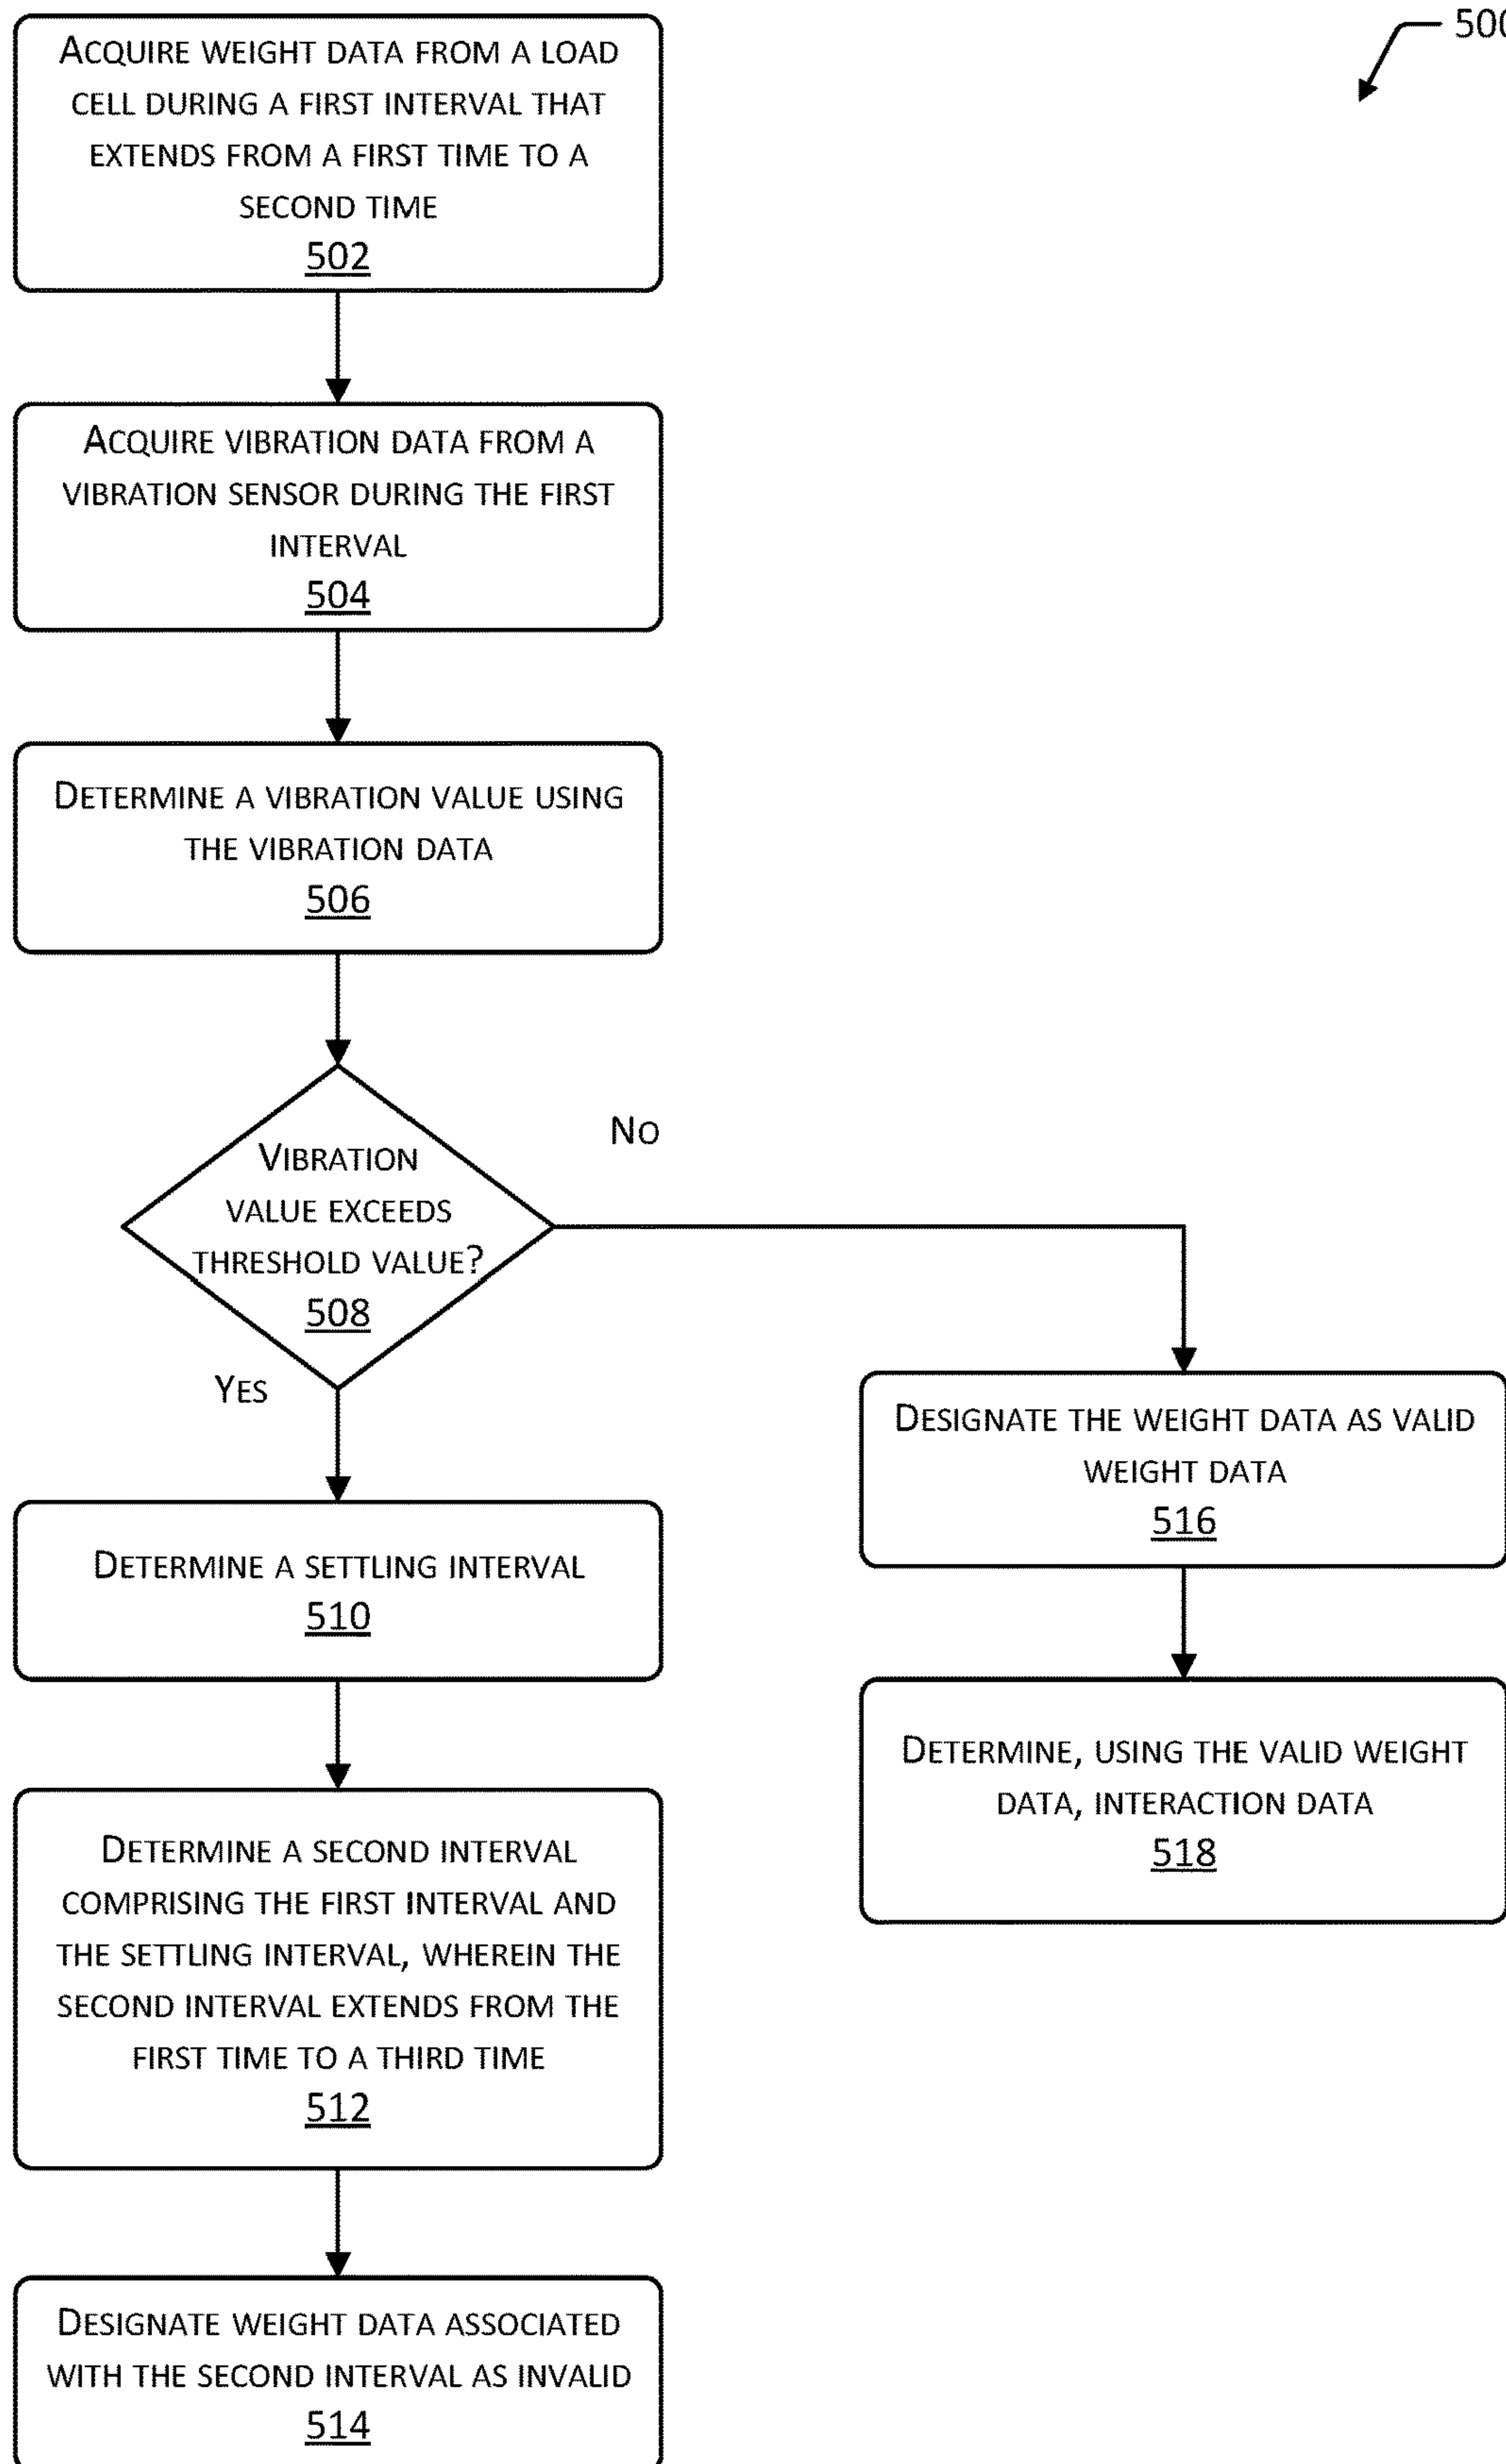 500
ACQUIRE WEIGHT DATA FROM A LOAD
CELL DURING A FIRST INTERVAL THAT
EXTENDS FROM A FIRST TIME TO A
SECOND TIME
502
ACQUIRE VIBRATION DATA FROM A
VIBRATION SENSOR DURING THE FIRST
INTERVAL
504
DETERMINE A VIBRATION VALUE USING
THE VIBRATION DATA
506
VIBRATION
VALUE EXCEEDS
THRESHOLD VALUE?
508
NO
YES
DETERMINE A SETTLING INTERVAL
510
DETERMINE A SECOND INTERVAL
COMPRISING THE FIRST INTERVAL AND
THE SETTLING INTERVAL, WHEREIN THE
SECOND INTERVAL EXTENDS FROM THE
FIRST TIME TO A THIRD TIME
512
DESIGNATE WEIGHT DATA ASSOCIATED
WITH THE SECOND INTERVAL AS INVALID
514
DESIGNATE THE WEIGHT DATA AS VALID
WEIGHT DATA
516
DETERMINE, USING THE VALID WEIGHT
DATA, INTERACTION DATA
518